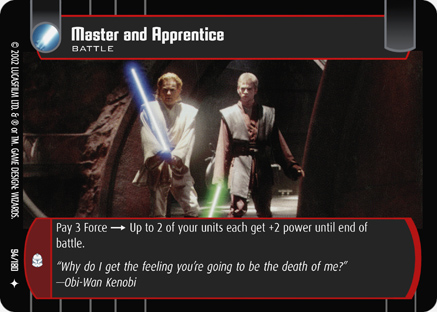 Master and Apprentice
BATTLE
© 2002 LUCASFILM LTD. & ® or TM. GAME DESIGN: WIZARDS.
94/180
Pay 3 Force → Up to 2 of your units each get +2 power until end of
battle.
“Why do I get the feeling you’re going to be the death of me?”
—Obi-Wan Kenobi